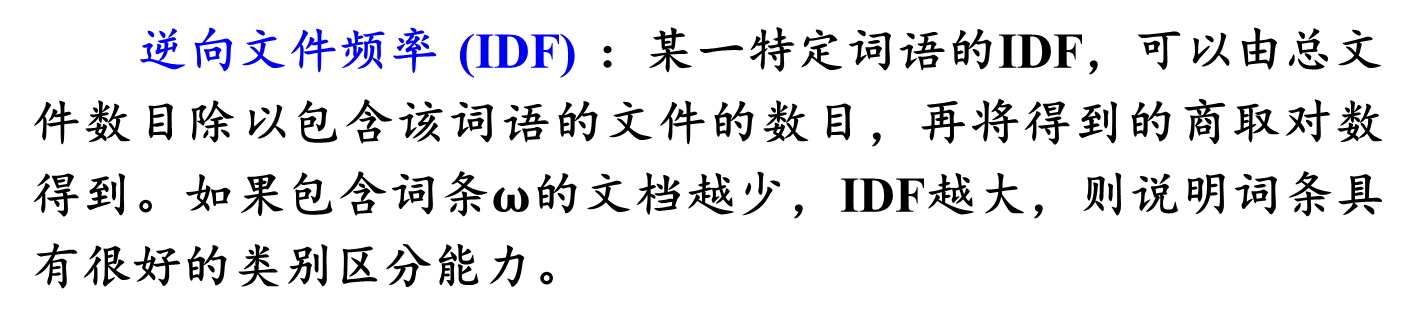 逆向文件频率 (IDF) ：某一特定词语的IDF，可以由总文
件数目除以包含该词语的文件的数目，再将得到的商取对数
得到。如果包含词条ω的文档越少，IDF越大，则说明词条具
有很好的类别区分能力。